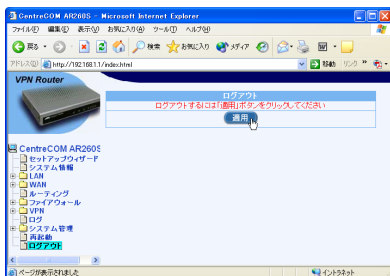 CentreCOM AR260S - Microsoft Internet Explorer
ファイル(F) 編集(E) 表示(V) お気に入り(A) ツール(T) ヘルプ(H)
戻る 検索 お気に入り メディア
アドレス(D) http://192.168.1.1/index.html 移動 リンク
VPN Router
ログアウト
ログアウトするには「適用」ボタンをクリックしてください
適用
CentreCOM AR260S
セットアップウィザード
システム情報
LAN
WAN
ルーティング
ファイアウォール
VPN
ログ
システム管理
再起動
ログアウト
ページが表示されました インターネット